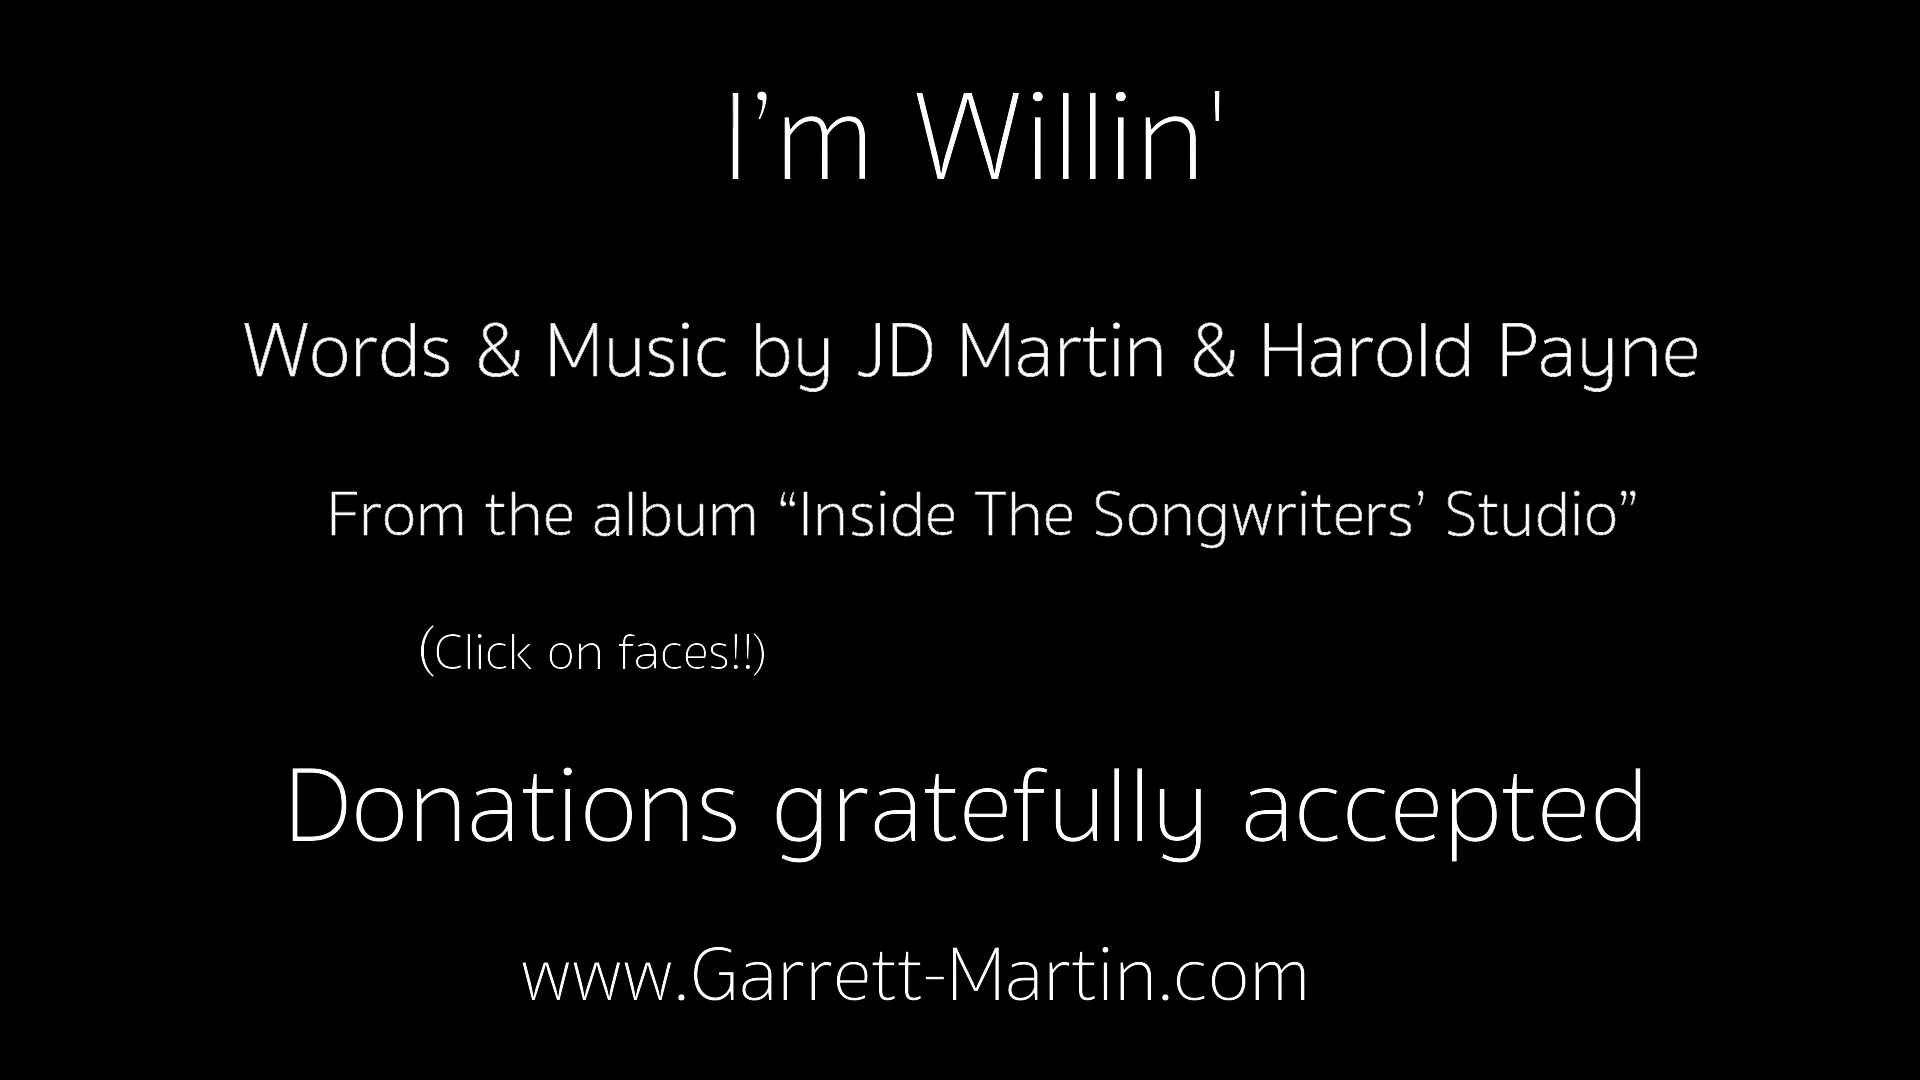 I’m Willin'
Words & Music by JD Martin & Harold Payne
From the album “Inside The Songwriters’ Studio”
(Click on faces!!)
Donations gratefully accepted
www.Garrett-Martin.com